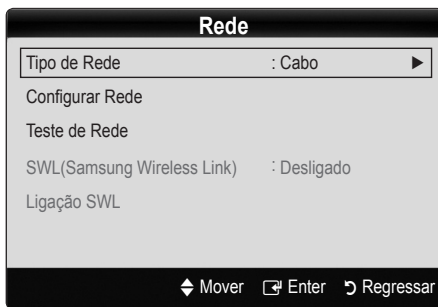 Rede
Tipo de Rede : Cabo ►
Configurar Rede
Teste de Rede
SWL(Samsung Wireless Link) : Desligado
Ligação SWL
Mover Enter Regressar